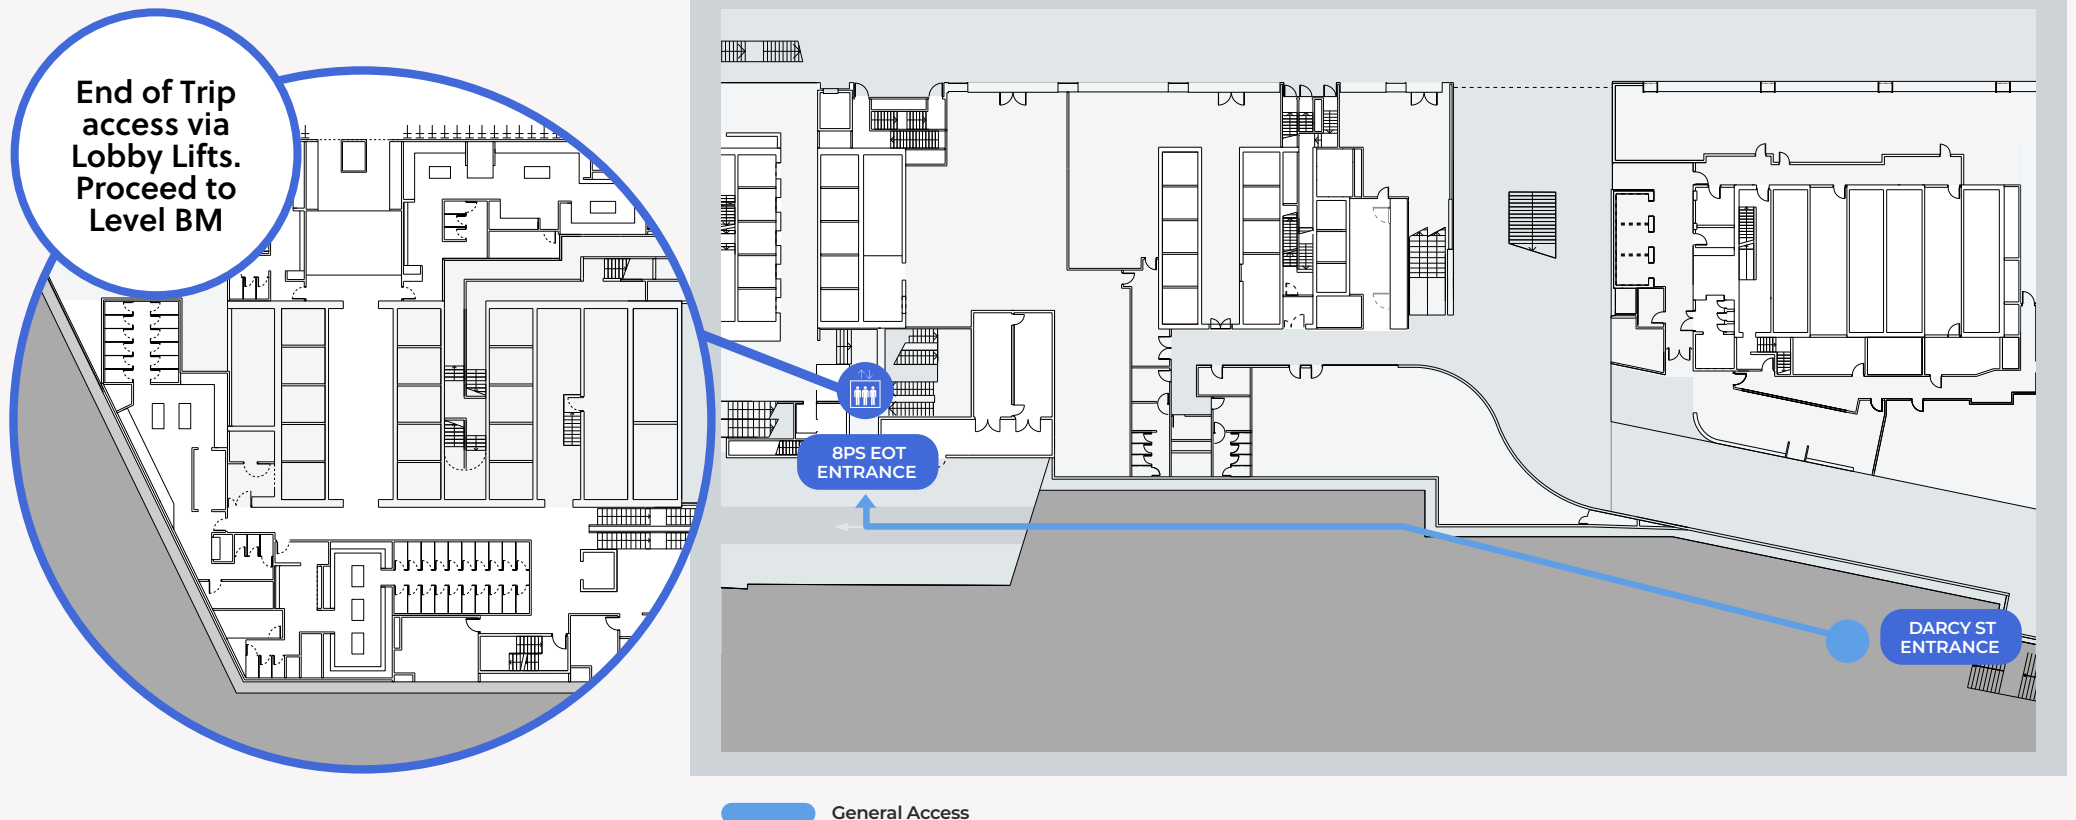 End of Trip
access via
Lobby Lifts.
Proceed to
Level BM
8PS EOT
ENTRANCE
DARCY ST
ENTRANCE
General Access